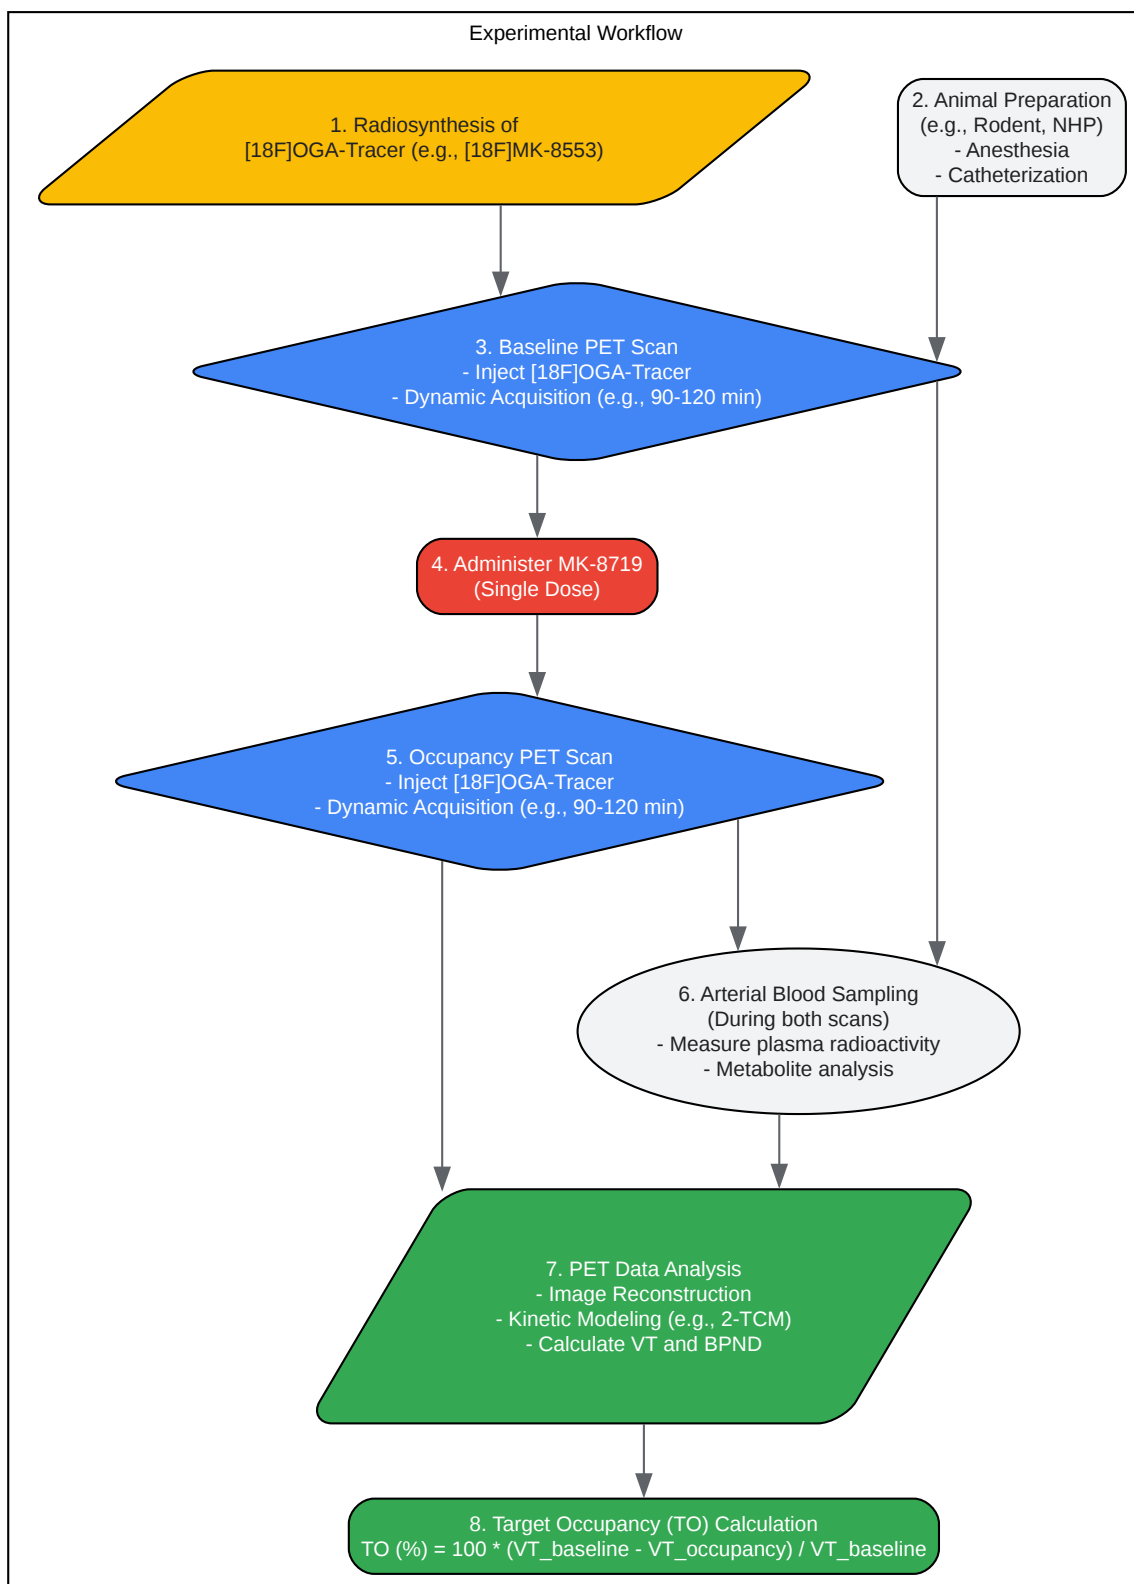 Experimental Workflow
1. Radiosynthesis of
[18F]OGA-Tracer (e.g., [18F]MK-8553)
2. Animal Preparation
(e.g., Rodent, NHP)
- Anesthesia
- Catheterization
3. Baseline PET Scan
- Inject [18F]OGA-Tracer
- Dynamic Acquisition (e.g., 90-120 min)
4. Administer MK-8719
(Single Dose)
5. Occupancy PET Scan
- Inject [18F]OGA-Tracer
- Dynamic Acquisition (e.g., 90-120 min)
6. Arterial Blood Sampling
(During both scans)
- Measure plasma radioactivity
- Metabolite analysis
7. PET Data Analysis
- Image Reconstruction
- Kinetic Modeling (e.g., 2-TCM)
- Calculate VT and BPND
8. Target Occupancy (TO) Calculation
TO (%) = 100 * (VT_baseline - VT_occupancy) / VT_baseline